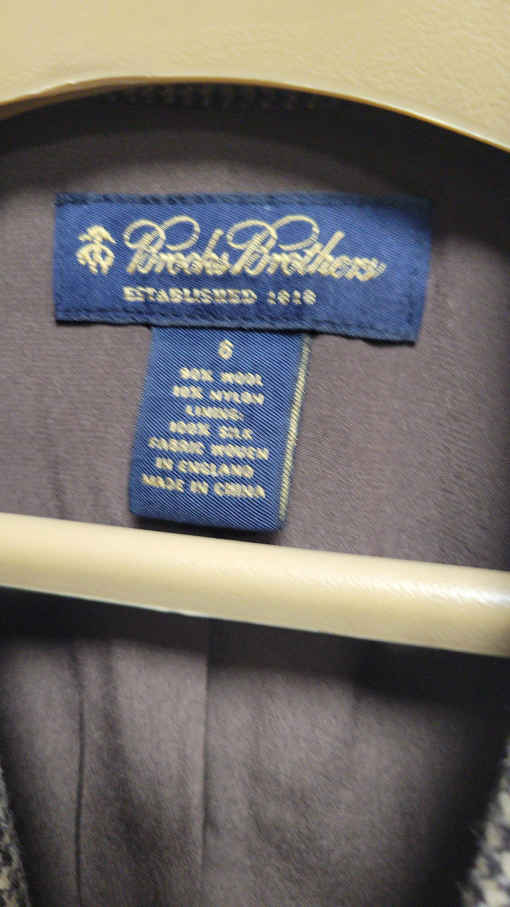 Brooks Brothers
ESTABLISHED 1818
6
90% WOOL
10% NYLON
LINING:
100% SILK
FABRIC WOVEN
IN ENGLAND
MADE IN CHINA